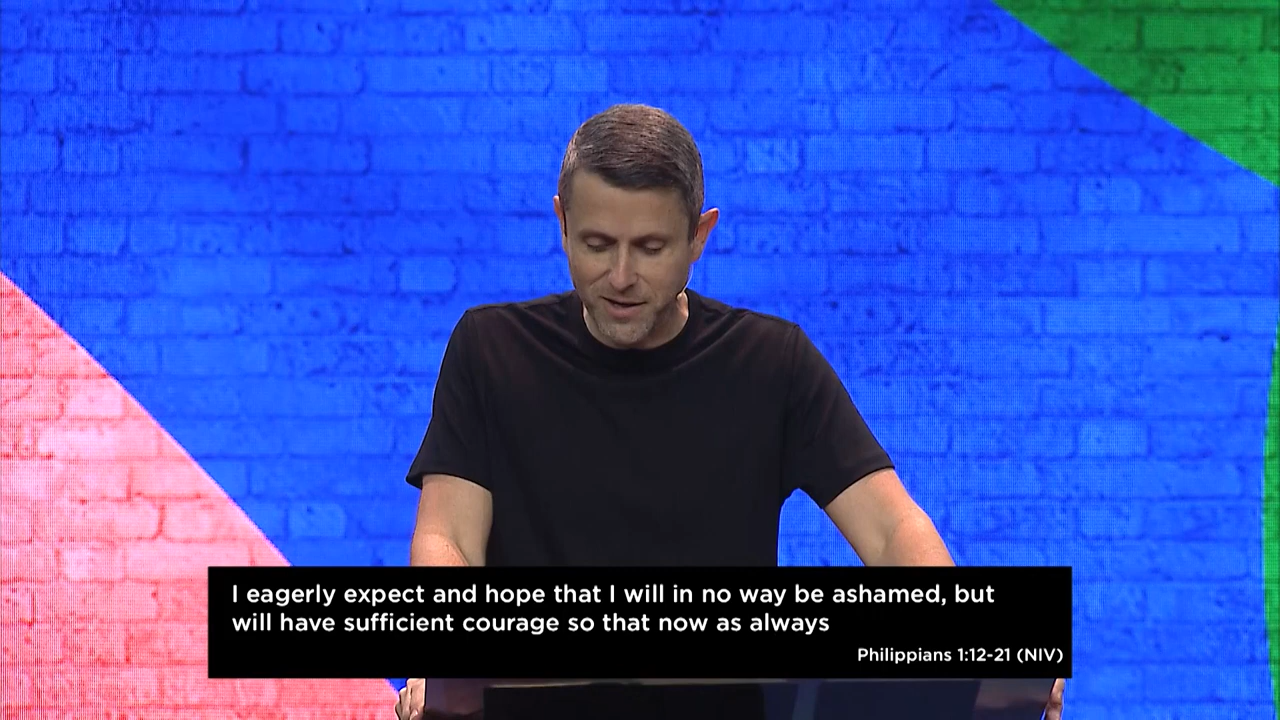 I eagerly expect and hope that I will in no way be ashamed, but
will have sufficient courage so that now as always
Philippians 1:12-21 (NIV)